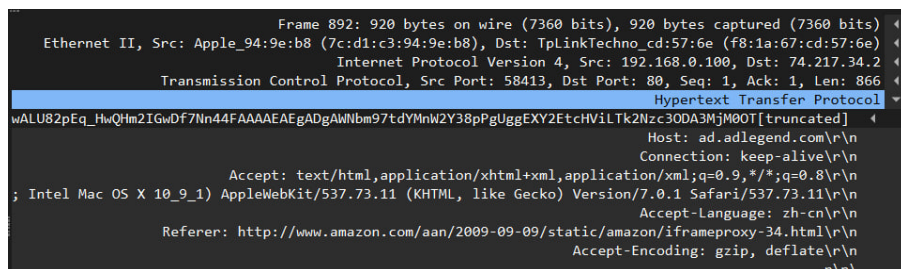 Frame 892: 920 bytes on wire (7360 bits), 920 bytes captured (7360 bits)
Ethernet II, Src: Apple_94:9e:b8 (7c:d1:c3:94:9e:b8), Dst: TpLinkTechno_cd:57:6e (f8:1a:67:cd:57:6e)
Internet Protocol Version 4, Src: 192.168.0.100, Dst: 74.217.34.2
Transmission Control Protocol, Src Port: 58413, Dst Port: 80, Seq: 1, Ack: 1, Len: 866
Hypertext Transfer Protocol
wALU82pEq_HwQHm2IGwDf7Nn44FAAAAEAEgADgAWNbm97tdYMnW2Y38pPgUggEXY2EtcHViLTk2Nzc3ODA3MjM0OT[truncated]
Host: ad.adlegend.com\r\n
Connection: keep-alive\r\n
Accept: text/html,application/xhtml+xml,application/xml;q=0.9,*/*;q=0.8\r\n
; Intel Mac OS X 10_9_1) AppleWebKit/537.73.11 (KHTML, like Gecko) Version/7.0.1 Safari/537.73.11\r\n
Accept-Language: zh-cn\r\n
Referer: http://www.amazon.com/aan/2009-09-09/static/amazon/iframeproxy-34.html\r\n
Accept-Encoding: gzip, deflate\r\n